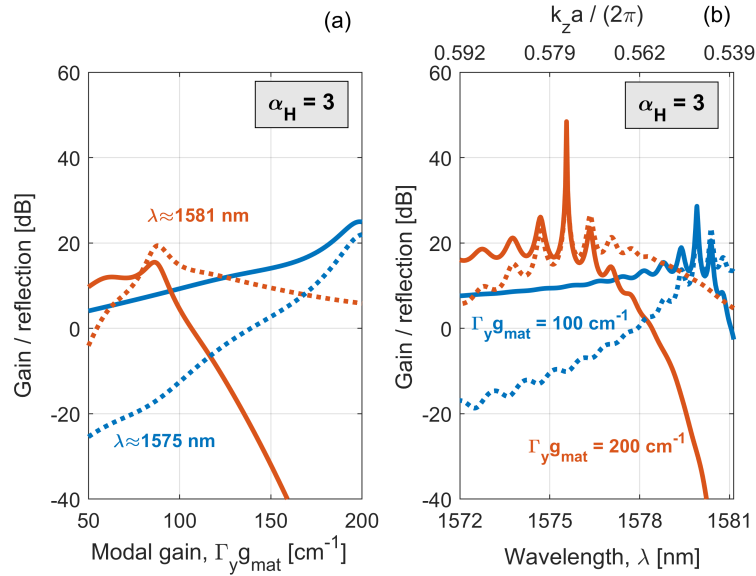 (a)
α_H = 3
λ≈1581 nm
λ≈1575 nm
Gain / reflection [dB]
60
40
20
0
-20
-40
50
100
150
200
Modal gain, Γ_y g_mat [cm⁻¹]
k_z a / (2π)
(b)
0.592
0.579
0.562
0.539
α_H = 3
Γ_y g_mat = 100 cm⁻¹
Γ_y g_mat = 200 cm⁻¹
Gain / reflection [dB]
60
40
20
0
-20
-40
1572
1575
1578
1581
Wavelength, λ [nm]